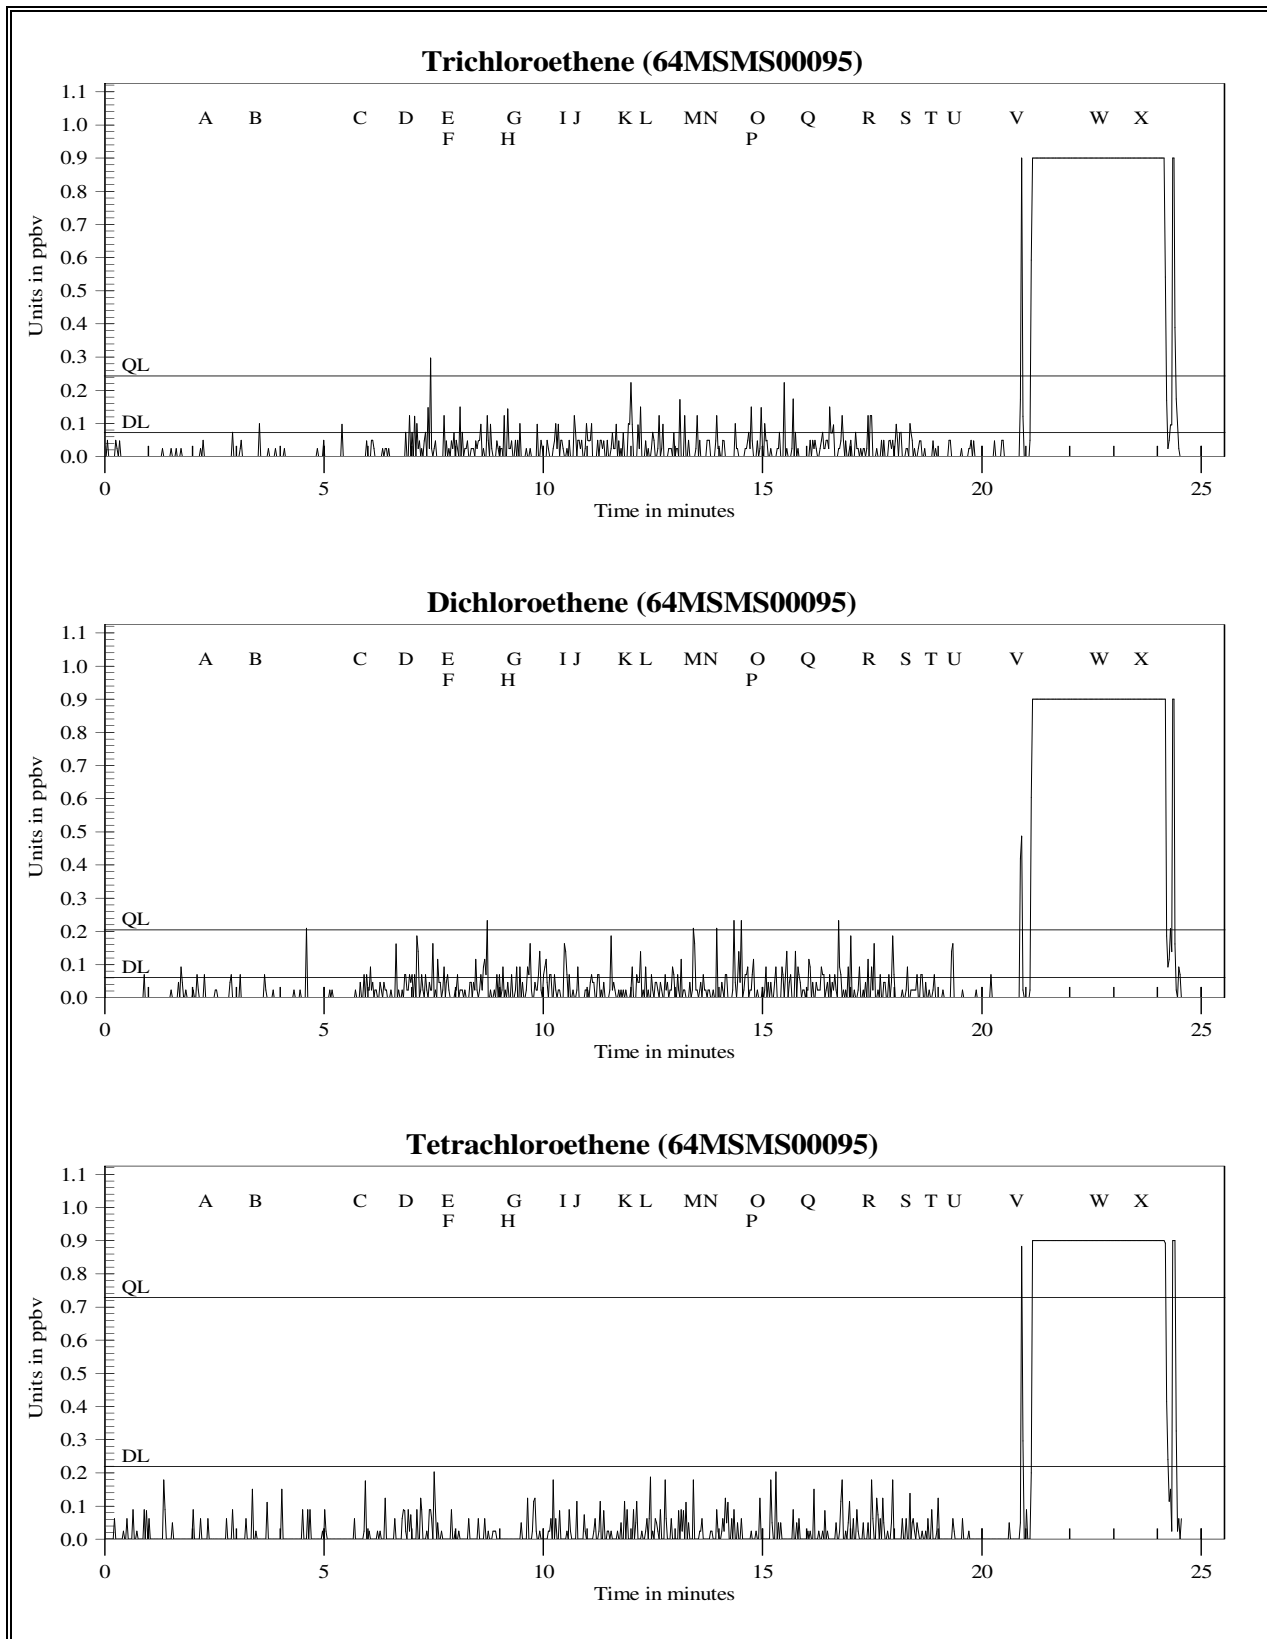 Trichloroethene (64MSMS00095)
1.1
A B C D E G I J K L M N O Q R S T U V W X
1.0
F H P
0.9
0.8
0.7
0.6
0.5
0.4
0.3
QL
0.2
DL
0.1
0.0
Units in ppbv
0 5 10 15 20 25
Time in minutes
Dichloroethene (64MSMS00095)
1.1
A B C D E G I J K L M N O Q R S T U V W X
1.0
F H P
0.9
0.8
0.7
0.6
0.5
0.4
0.3
QL
0.2
DL
0.1
0.0
Units in ppbv
0 5 10 15 20 25
Time in minutes
Tetrachloroethene (64MSMS00095)
1.1
A B C D E G I J K L M N O Q R S T U V W X
1.0
F H P
0.9
0.8
QL
0.7
0.6
0.5
0.4
0.3
DL
0.2
0.1
0.0
Units in ppbv
0 5 10 15 20 25
Time in minutes